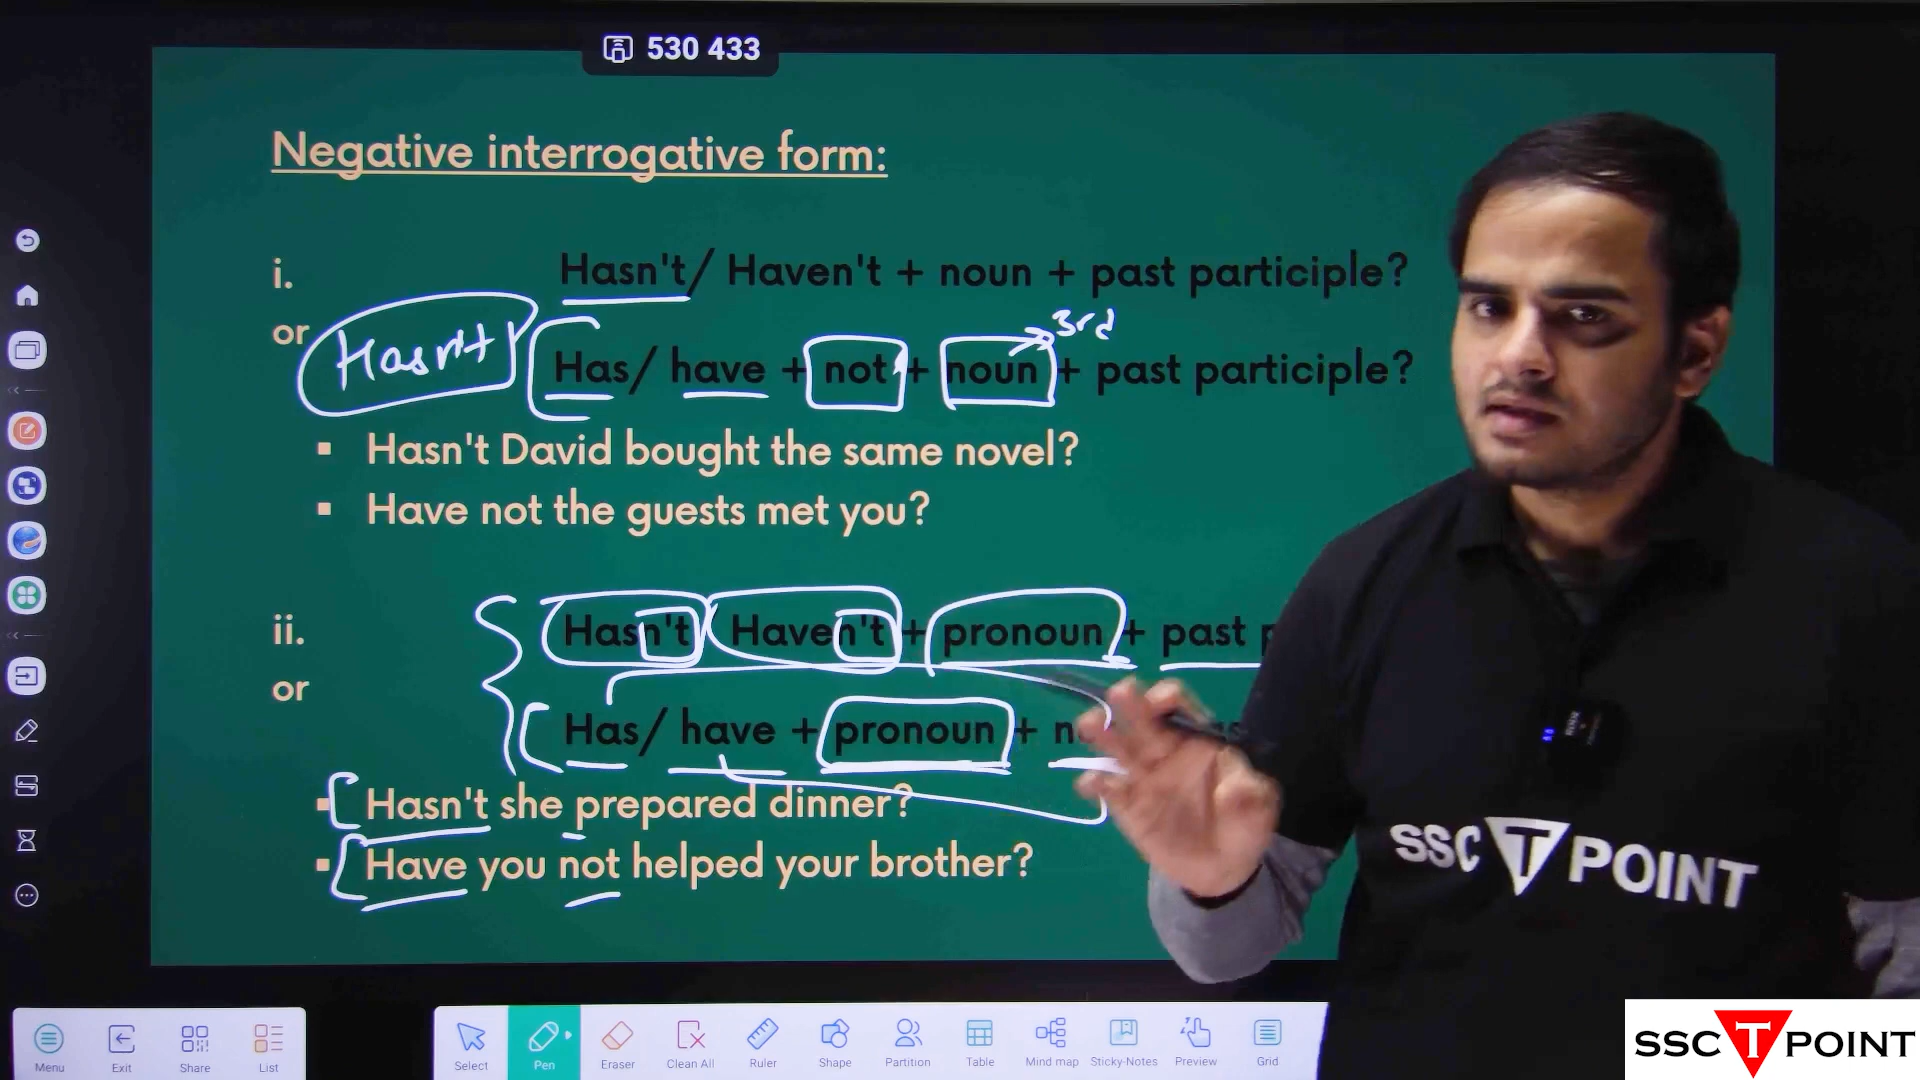 530 433
Negative interrogative form:
i. Hasn't/ Haven't + noun + past participle?
3rd
or Hasn't
Has/ have + not + noun + past participle?
▪ Hasn't David bought the same novel?
▪ Have not the guests met you?
ii. Hasn't Haven't + pronoun + past
or
Has/ have + pronoun +
▪ Hasn't she prepared dinner?
▪ Have you not helped your brother?
SSC T POINT
Menu Exit Share List Select Pen Eraser Clean All Ruler Shape Partition Table Mind map Sticky-Notes Preview Grid
SSC T POINT